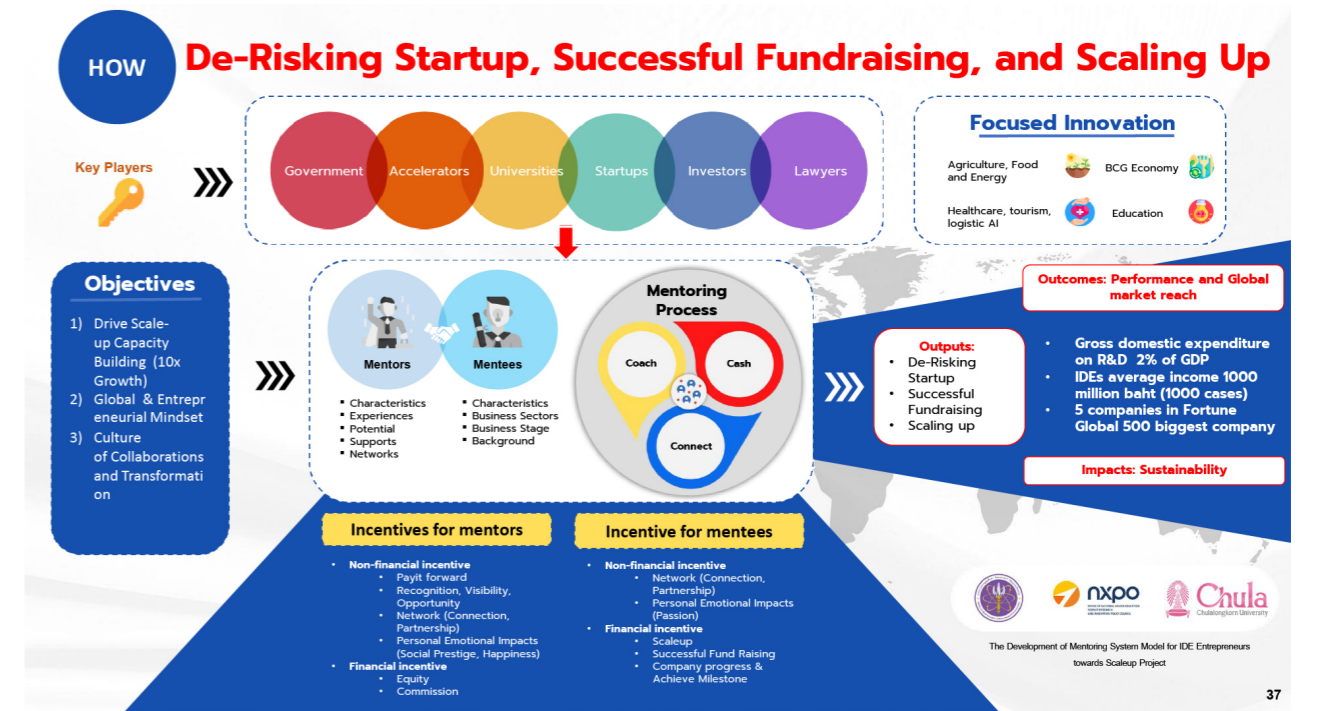 HOW
De-Risking Startup, Successful Fundraising, and Scaling Up
Key Players
Government
Accelerators
Universities
Startups
Investors
Lawyers
Focused Innovation
Agriculture, Food
and Energy
BCG Economy
Healthcare, tourism,
logistic AI
Education
Objectives
1) Drive Scale-
up Capacity
Building (10x
Growth)
2) Global & Entrepr
eneurial Mindset
3) Culture
of Collaborations
and Transformati
on
Mentors
▪ Characteristics
▪ Experiences
▪ Potential
▪ Supports
▪ Networks
Mentees
▪ Characteristics
▪ Business Sectors
▪ Business Stage
▪ Background
Mentoring
Process
Coach
Cash
Connect
Outputs:
• De-Risking
Startup
• Successful
Fundraising
• Scaling up
Outcomes: Performance and Global
market reach
• Gross domestic expenditure
on R&D 2% of GDP
• IDEs average income 1000
million baht (1000 cases)
• 5 companies in Fortune
Global 500 biggest company
Impacts: Sustainability
Incentives for mentors
• Non-financial incentive
• Payit forward
• Recognition, Visibility,
Opportunity
• Network (Connection,
Partnership)
• Personal Emotional Impacts
(Social Prestige, Happiness)
• Financial incentive
• Equity
• Commission
Incentive for mentees
• Non-financial incentive
• Network (Connection,
Partnership)
• Personal Emotional Impacts
(Passion)
• Financial incentive
• Scaleup
• Successful Fund Raising
• Company progress &
Achieve Milestone
nxpo
Chula
Chulalongkorn University
The Development of Mentoring System Model for IDE Entrepreneurs
towards Scaleup Project
37